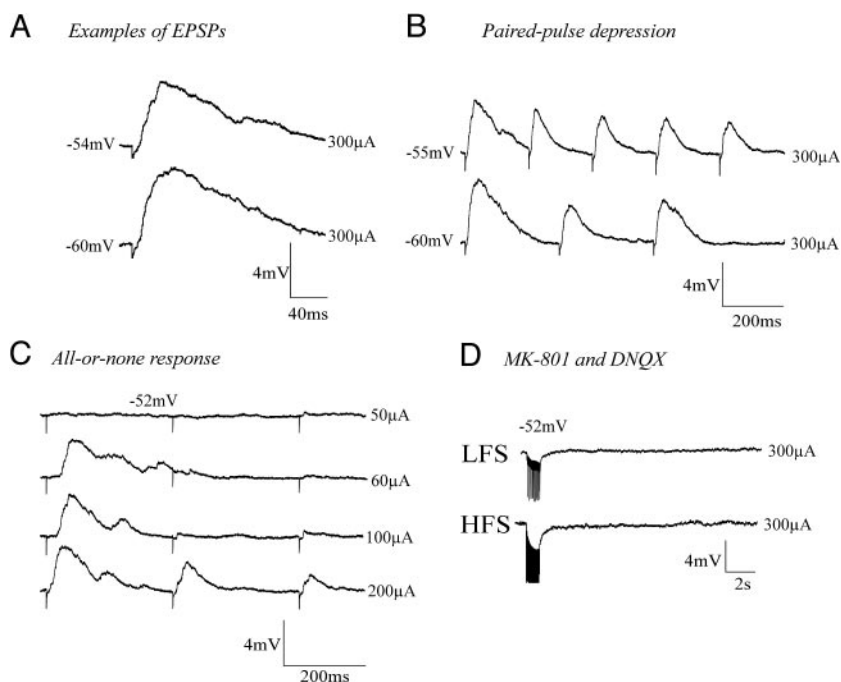 A Examples of EPSPs
-54mV 300µA
-60mV 300µA
4mV
40ms
B Paired-pulse depression
-55mV 300µA
-60mV 300µA
4mV
200ms
C All-or-none response
-52mV
50µA
60µA
100µA
200µA
4mV
200ms
D MK-801 and DNQX
-52mV
LFS 300µA
HFS 300µA
4mV
2s